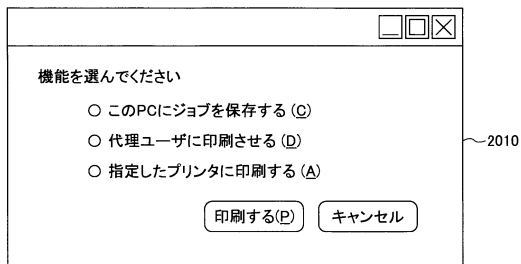 機能を選んでください
○ このPCにジョブを保存する (C)
○ 代理ユーザに印刷させる (D)
○ 指定したプリンタに印刷する (A)
印刷する(P) キャンセル
2010